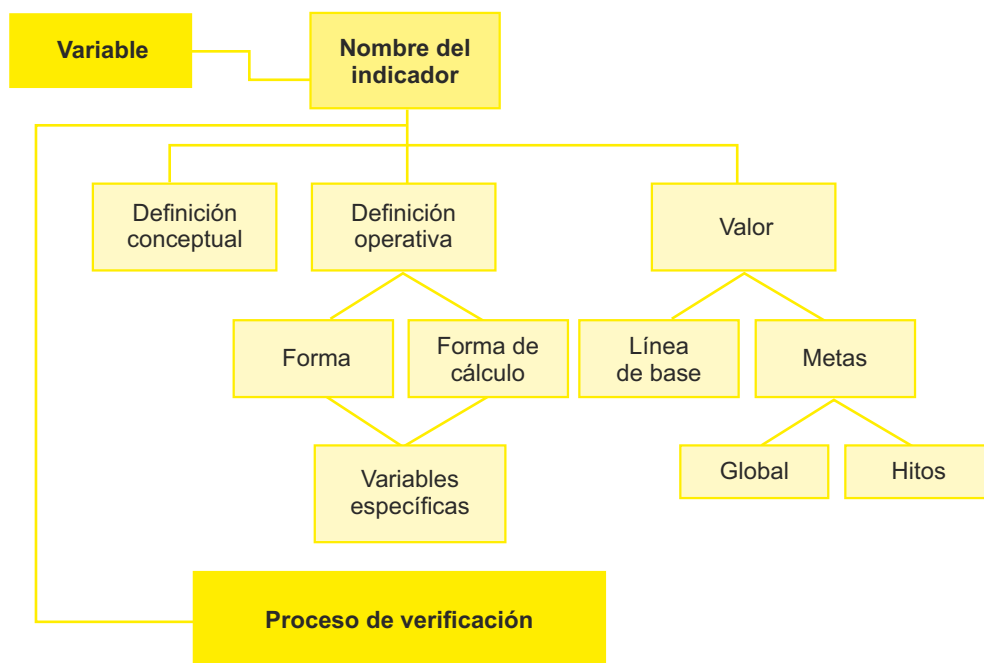 Variable
Nombre del
indicador
Definición
conceptual
Definición
operativa
Valor
Forma
Forma de
cálculo
Línea
de base
Metas
Variables
específicas
Global
Hitos
Proceso de verificación